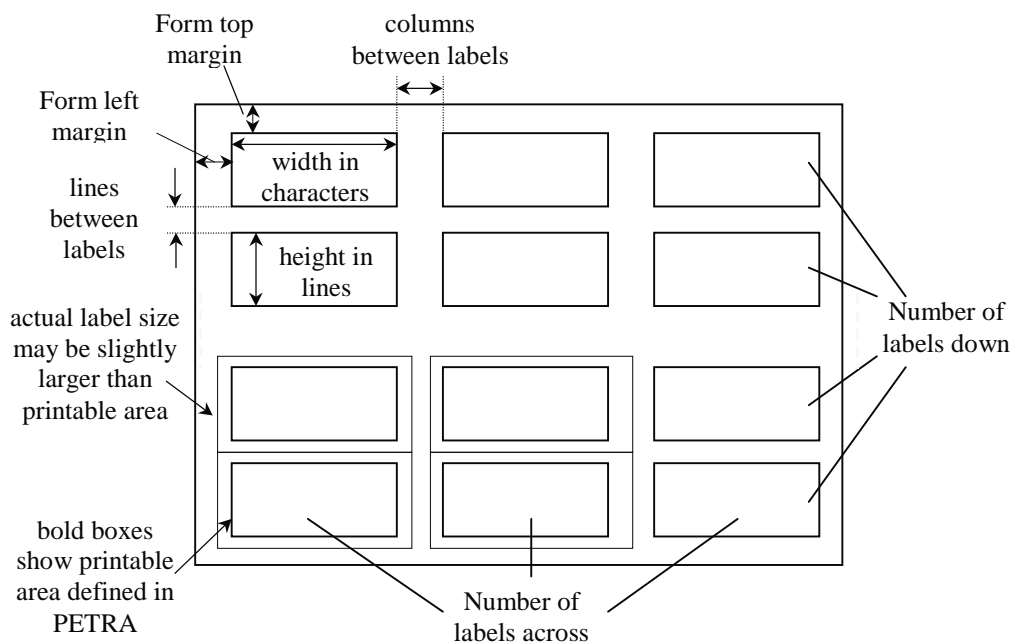 Form top
margin
columns
between labels
Form left
margin
width in
characters
lines
between
labels
height in
lines
actual label size
may be slightly
larger than
printable area
Number of
labels down
bold boxes
show printable
area defined in
PETRA
Number of
labels across